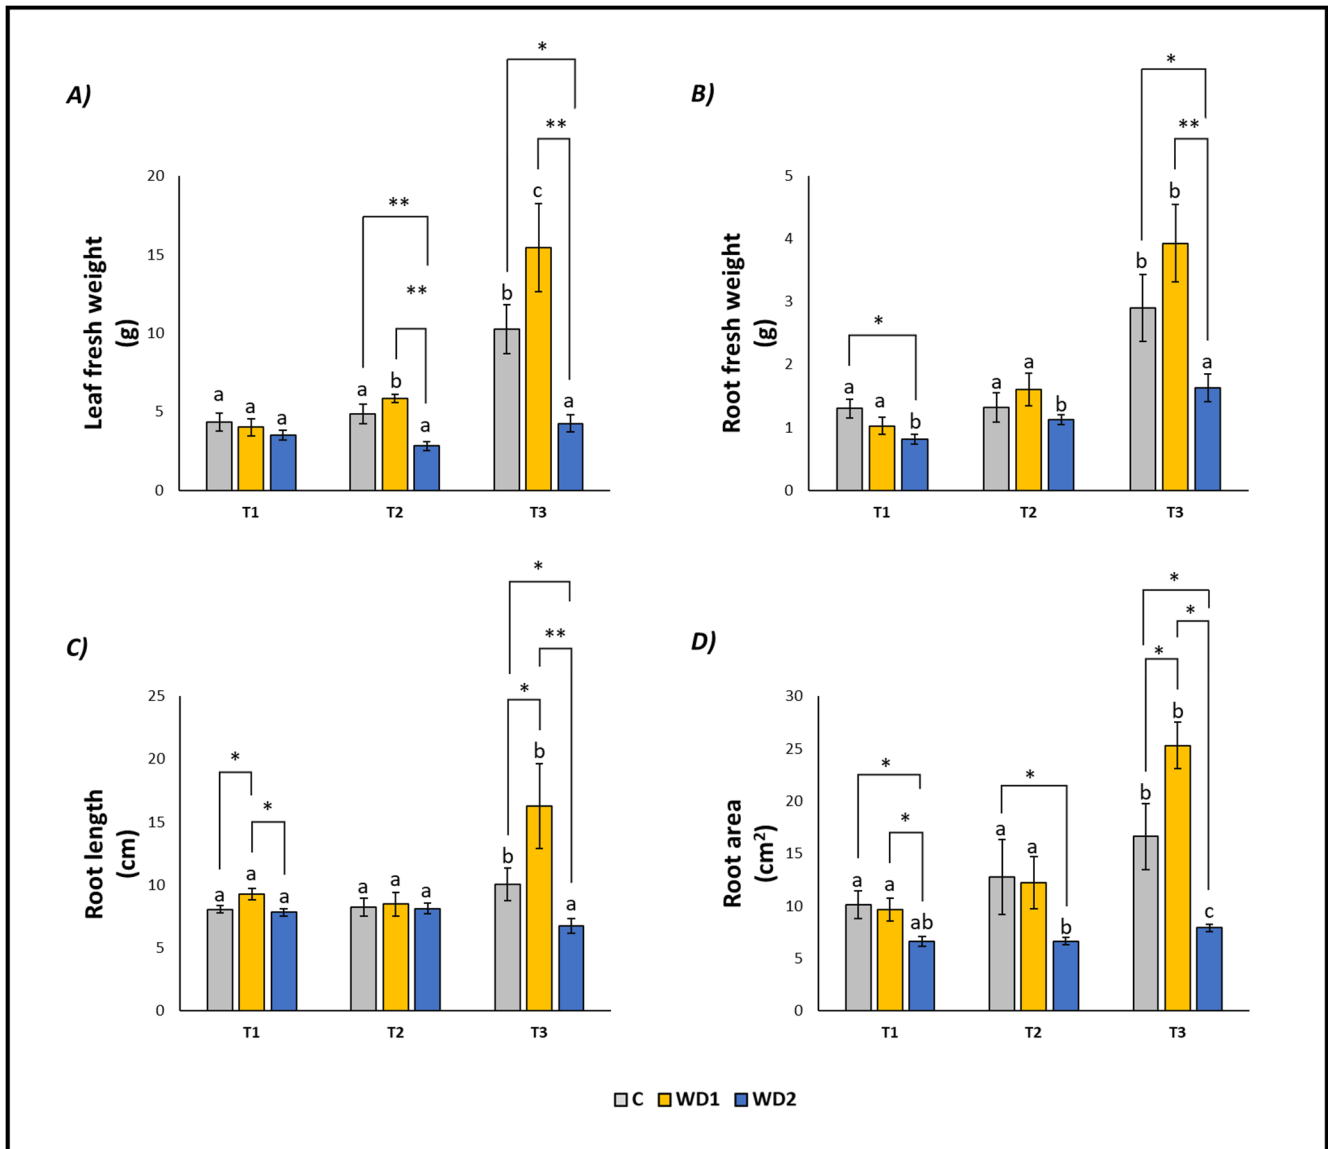 A)
*
**
**
**
Leaf fresh weight
(g)
20
15
10
5
0
a
a
a
a
b
a
b
c
a
T1
T2
T3
B)
*
**
*
Root fresh weight
(g)
5
4
3
2
1
0
a
a
b
a
a
b
b
b
a
T1
T2
T3
C)
*
**
*
*
*
Root length
(cm)
25
20
15
10
5
0
a
a
a
a
a
a
b
b
a
T1
T2
T3
D)
*
*
*
*
*
*
Root area
(cm²)
30
25
20
15
10
5
0
a
a
ab
a
a
b
b
b
c
T1
T2
T3
C WD1 WD2